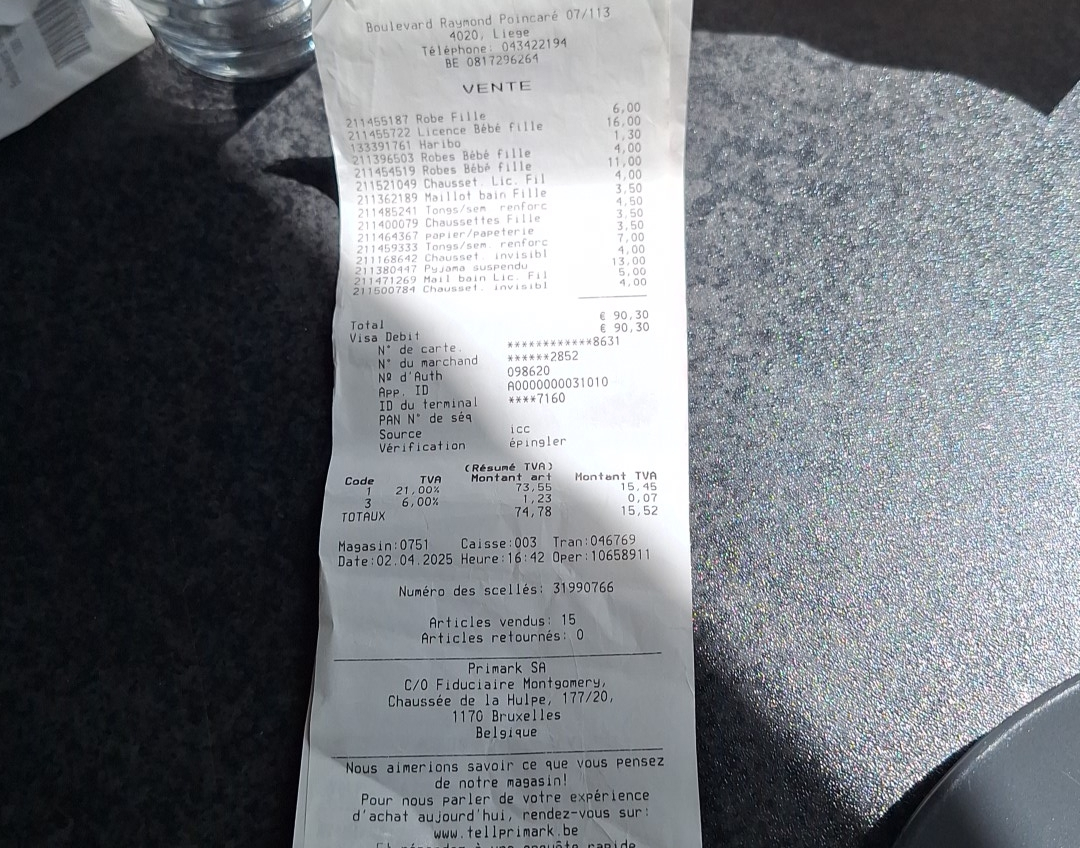 Boulevard Raymond Poincaré 07/113
4020, Liege
Téléphone: 043422194
BE 0817296264
VENTE
211455187 Robe Fille 6,00
211455722 Licence Bébé fille 16,00
133391761 Haribo 1,30
211396503 Robes Bébé fille 4,00
211454519 Robes Bébé fille 11,00
211521049 Chausset. Lic. Fil 4,00
211362189 Maillot bain Fille 3,50
211485241 Tongs/sem. renforc 4,50
211400079 Chaussettes Fille 3,50
211464367 papier/papeterie 3,50
211459333 Tongs/sem. renforc 7,00
211168642 Chausset. invisibl 4,00
211380447 Pyjama suspendu 13,00
211471269 Mail bain Lic. Fil 5,00
211500784 Chausset. invisibl 4,00
Total € 90,30
Visa Debit € 90,30
N° de carte. ************8631
N° du marchand ******2852
Nº d'Auth 098620
App. ID A0000000031010
ID du terminal ****7160
PAN N° de séq
Source icc
Vérification épingler
(Résumé TVA)
Code TVA Montant art Montant TVA
1 21,00% 73,55 15,45
3 6,00% 1,23 0,07
TOTAUX 74,78 15,52
Magasin:0751 Caisse:003 Tran:046769
Date:02.04.2025 Heure:16:42 Oper:10658911
Numéro des scellés: 31990766
Articles vendus: 15
Articles retournés: 0
Primark SA
C/O Fiduciaire Montgomery,
Chaussée de la Hulpe, 177/20,
1170 Bruxelles
Belgique
Nous aimerions savoir ce que vous pensez
de notre magasin!
Pour nous parler de votre expérience
d'achat aujourd'hui, rendez-vous sur:
www.tellprimark.be
Et répondez à une enquête rapide